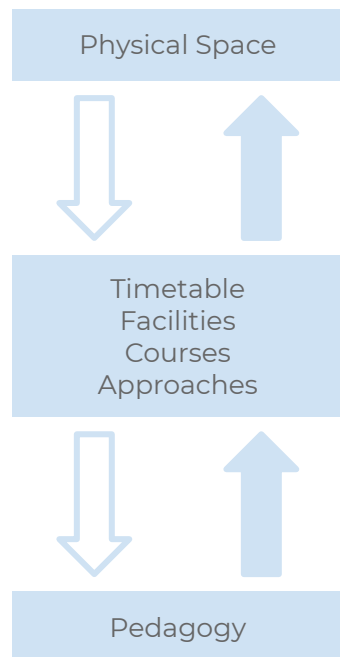 Physical Space
Timetable
Facilities
Courses
Approaches
Pedagogy